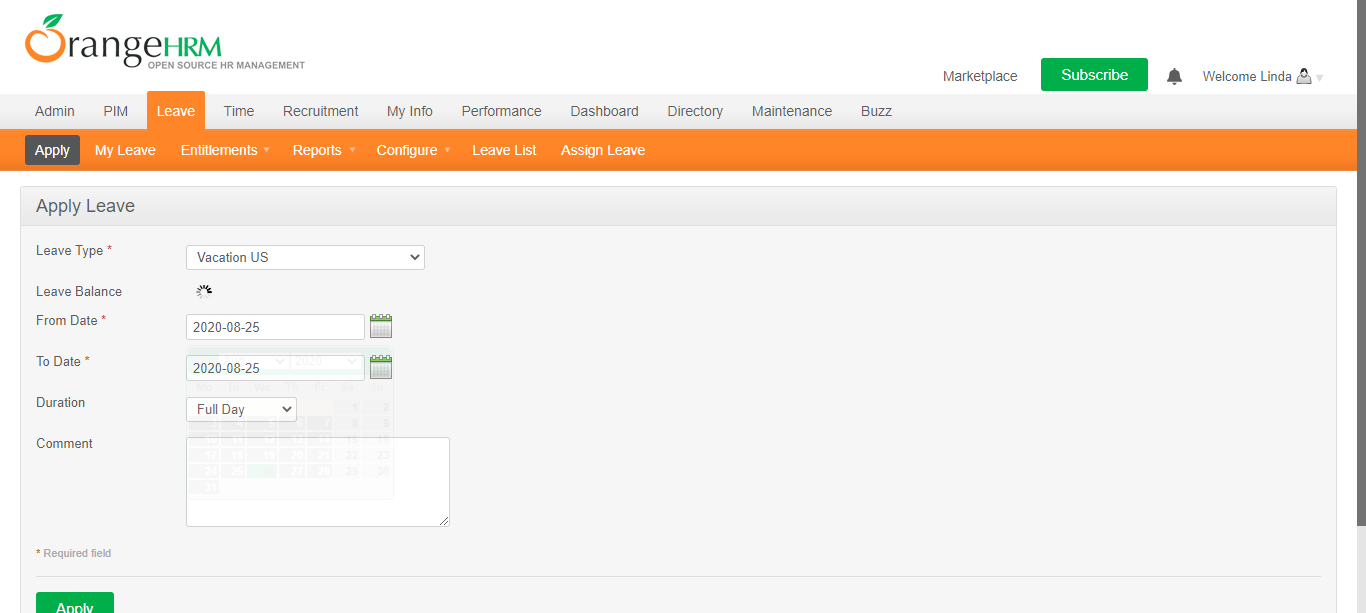 OrangeHRM
OPEN SOURCE HR MANAGEMENT
Marketplace Subscribe Welcome Linda
Admin PIM Leave Time Recruitment My Info Performance Dashboard Directory Maintenance Buzz
Apply My Leave Entitlements Reports Configure Leave List Assign Leave
Apply Leave
Leave Type * Vacation US
Leave Balance
From Date * 2020-08-25
To Date * 2020-08-25
Duration Full Day
Comment
* Required field
Apply